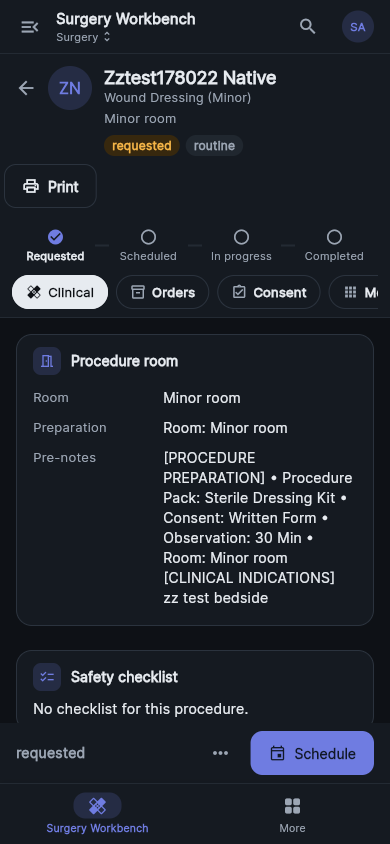 Surgery Workbench
Surgery
SA
ZN
Zztest178022 Native
Wound Dressing (Minor)
Minor room
requested
routine
Print
Requested
Scheduled
In progress
Completed
Clinical
Orders
Consent
Procedure room
Room
Minor room
Preparation
Room: Minor room
Pre-notes
[PROCEDURE
PREPARATION] • Procedure
Pack: Sterile Dressing Kit •
Consent: Written Form •
Observation: 30 Min •
Room: Minor room
[CLINICAL INDICATIONS]
zz test bedside
Safety checklist
No checklist for this procedure.
requested
Schedule
Surgery Workbench
More